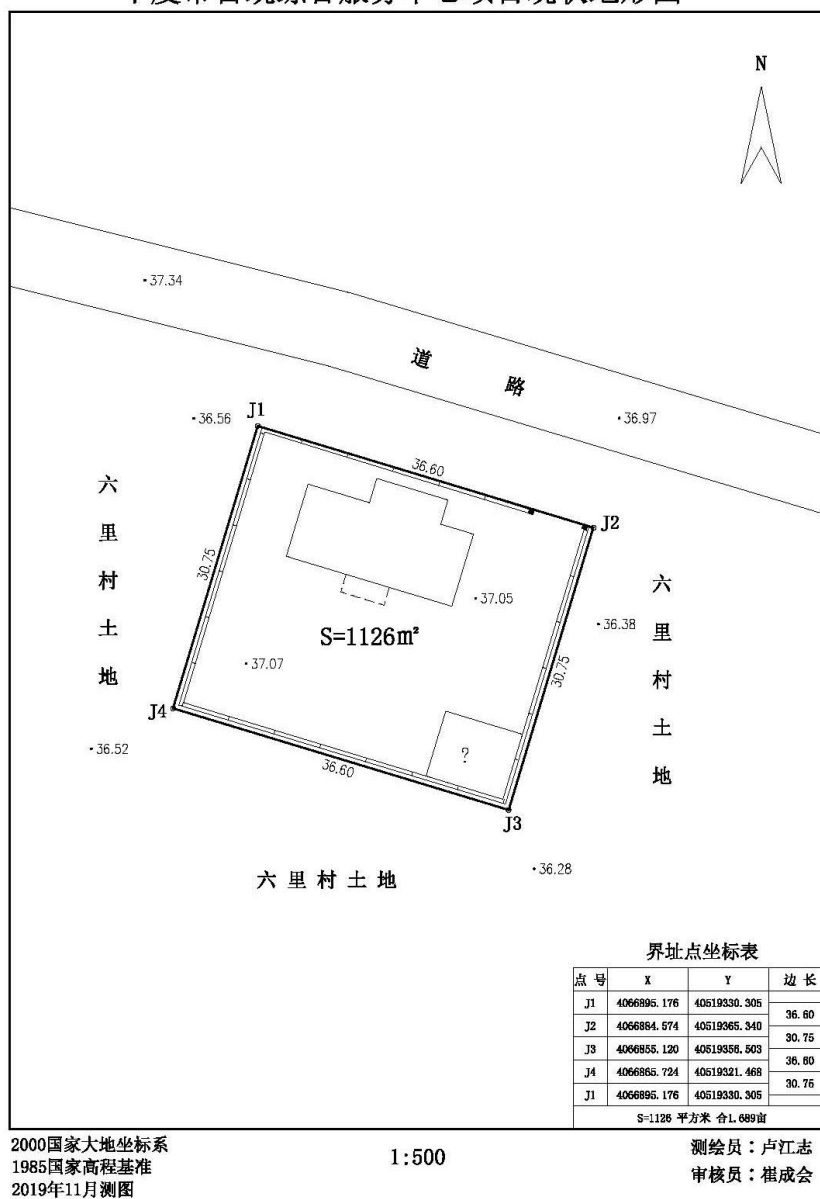 N
·37.34
道
路
·36.56
J1
·36.97
36.60
J2
六里村土地
30.75
·37.05
六里村土地
·36.38
S=1126m²
·37.07
30.75
J4
·36.52
?
36.60
J3
·36.28
六里村土地
界址点坐标表
点号 X Y 边长
J1 4066895.176 40519330.305
36.60
J2 4066884.574 40519365.340
30.75
J3 4066855.120 40519356.503
36.60
J4 4066865.724 40519321.468
30.75
J1 4066895.176 40519330.305
S=1126 平方米 合1.689亩
2000国家大地坐标系
1985国家高程基准
2019年11月测图
1:500
测绘员：卢江志
审核员：崔成会